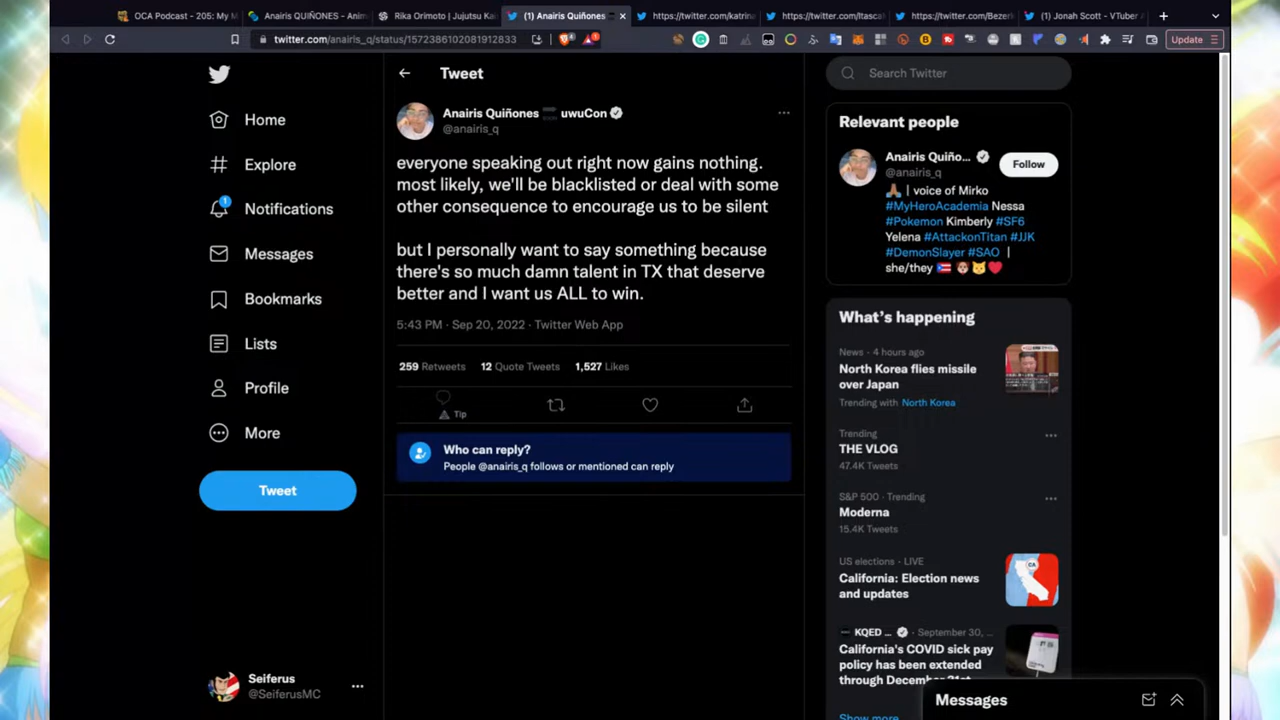 OCA Podcast - 205: My M
Anairis QUIÑONES - Anim
Rika Orimoto | Jujutsu Ka
(1) Anairis Quiñones
https://twitter.com/katrina
https://twitter.com/Itasca
https://twitter.com/Bezerk
(1) Jonah Scott - VTuber
twitter.com/anairis_q/status/1572386102081912833
Update
Tweet
Search Twitter
Home
Explore
1
Notifications
Messages
Bookmarks
Lists
Profile
More
Tweet
Seiferus
@SeiferusMC
Anairis Quiñones uwuCon
@anairis_q
everyone speaking out right now gains nothing.
most likely, we'll be blacklisted or deal with some
other consequence to encourage us to be silent
but I personally want to say something because
there's so much damn talent in TX that deserve
better and I want us ALL to win.
5:43 PM · Sep 20, 2022 · Twitter Web App
259 Retweets 12 Quote Tweets 1,527 Likes
Tip
Who can reply?
People @anairis_q follows or mentioned can reply
Relevant people
Anairis Quiño...
@anairis_q
Follow
| voice of Mirko
#MyHeroAcademia Nessa
#Pokemon Kimberly #SF6
Yelena #AttackonTitan #JJK
#DemonSlayer #SAO |
she/they
What's happening
News · 4 hours ago
North Korea flies missile
over Japan
Trending with North Korea
Trending
THE VLOG
47.4K Tweets
S&P 500 · Trending
Moderna
15.4K Tweets
US elections · LIVE
California: Election news
and updates
CA
KQED ... · September 30, ...
California's COVID sick pay
policy has been extended
through December 31st
Show more
Messages